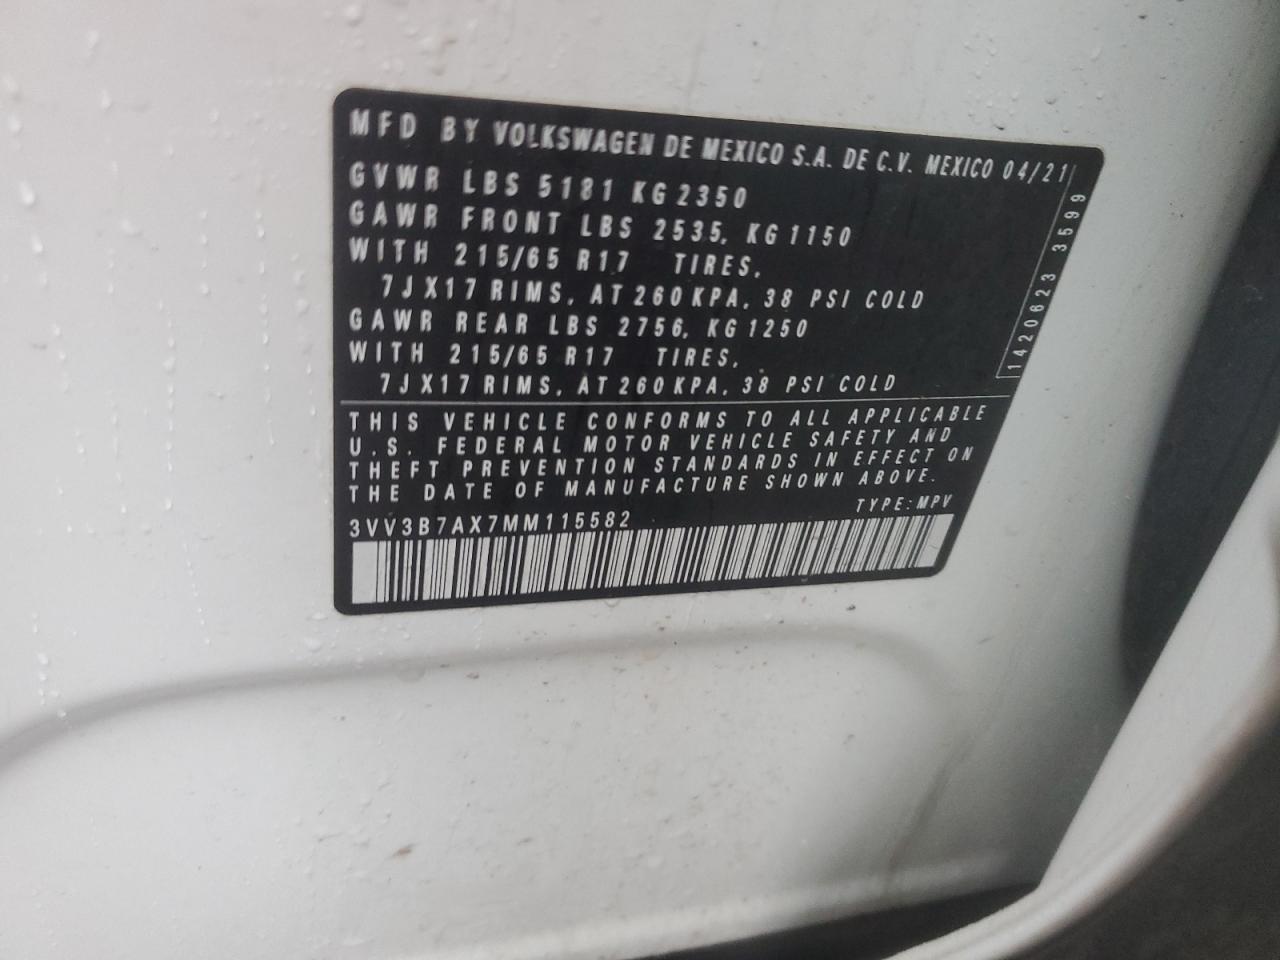 MFD BY VOLKSWAGEN DE MEXICO S.A. DE C.V. MEXICO 04/21
GVWR LBS 5181 KG 2350
GAWR FRONT LBS 2535, KG 1150
WITH 215/65 R17 TIRES,
7JX17 RIMS, AT 260 KPA, 38 PSI COLD
GAWR REAR LBS 2756, KG 1250
WITH 215/65 R17 TIRES,
7JX17 RIMS, AT 260 KPA, 38 PSI COLD
1420623 3599
THIS VEHICLE CONFORMS TO ALL APPLICABLE
U.S. FEDERAL MOTOR VEHICLE SAFETY AND
THEFT PREVENTION STANDARDS IN EFFECT ON
THE DATE OF MANUFACTURE SHOWN ABOVE.
TYPE: MPV
3VV3B7AX7MM115582